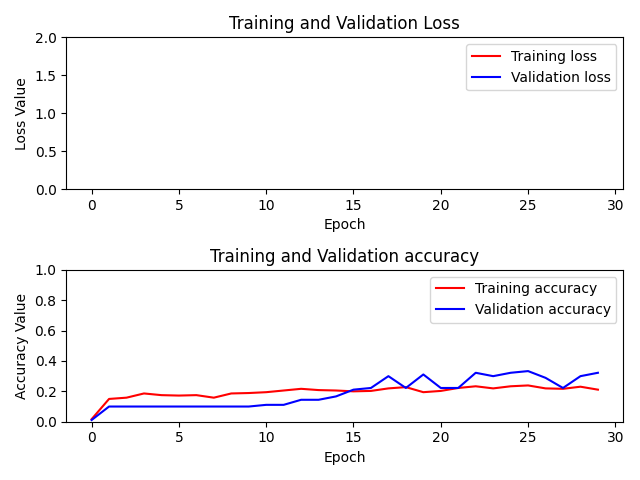 Training and Validation Loss
2.0
1.5
1.0
0.5
0.0
Loss Value
Training loss
Validation loss
0 5 10 15 20 25 30
Epoch
Training and Validation accuracy
1.0
0.8
0.6
0.4
0.2
0.0
Accuracy Value
Training accuracy
Validation accuracy
0 5 10 15 20 25 30
Epoch